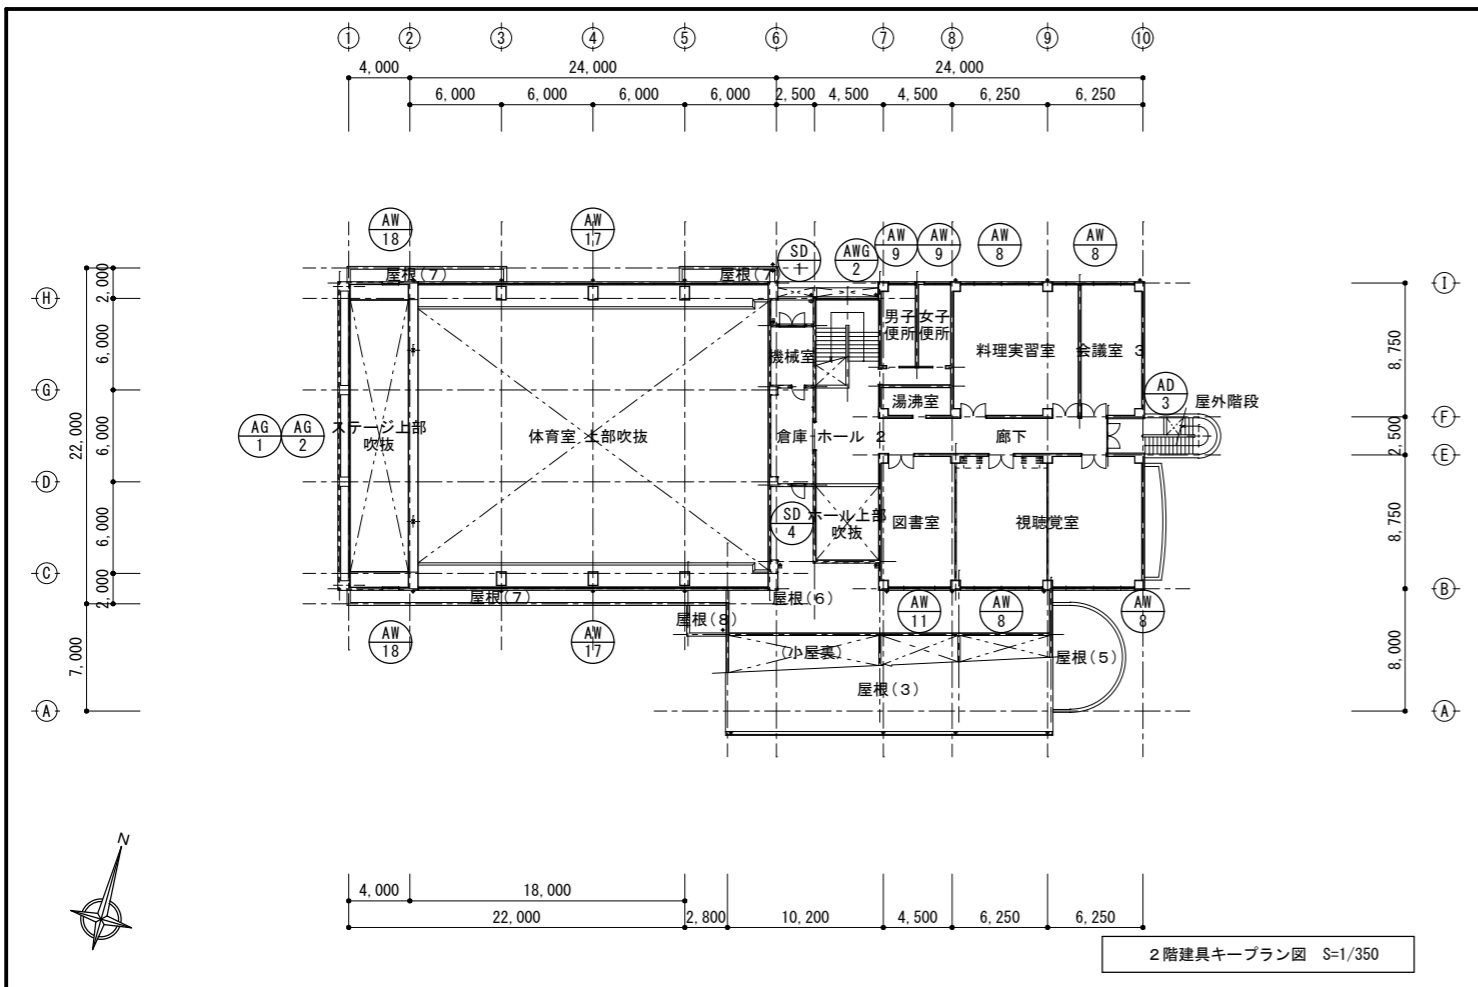 1 2 3 4 5 6 7 8 9 10
4,000 24,000 24,000
6,000 6,000 6,000 6,000 2,500 4,500 4,500 6,250 6,250
AW 18
AW 17
SD 1
AWG 2
AW 9
AW 9
AW 8
AW 8
屋根(7)
屋根(7)
H
G
D
C
A
2,000
6,000
6,000
6,000
2,000
22,000
7,000
I
F
E
B
A
8,750
2,500
8,750
8,000
男子便所
女子便所
機械室
料理実習室
会議室 3
湯沸室
AD 3
屋外階段
AG 1
AG 2
ステージ上部
吹抜
体育室 上部吹抜
倉庫
ホール 2
廊下
SD 4
ホール上部
吹抜
図書室
視聴覚室
屋根(7)
屋根(6)
屋根(8)
AW 18
AW 17
AW 11
AW 8
AW 8
(小屋裏)
屋根(5)
屋根(3)
N
4,000 18,000
22,000 2,800 10,200 4,500 6,250 6,250
2階建具キープラン図 S=1/350